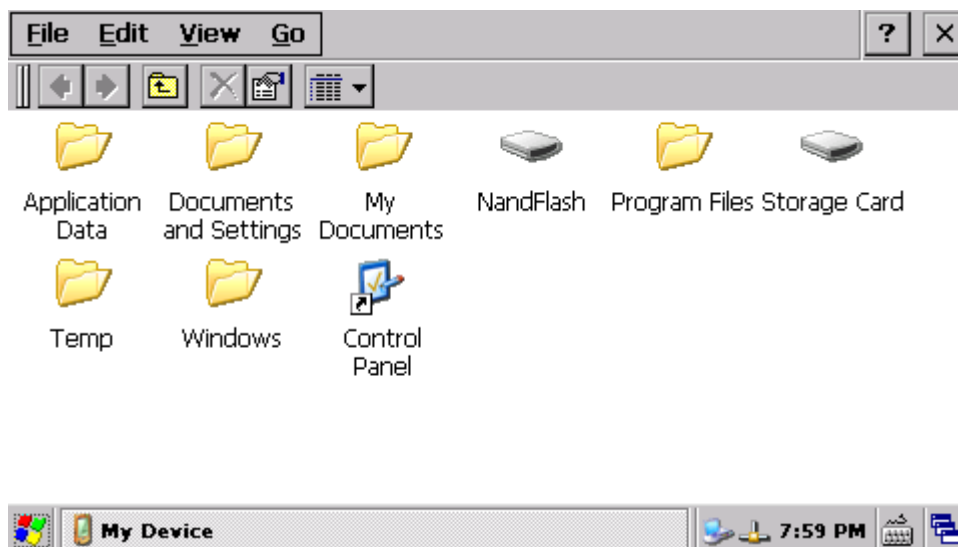 File Edit View Go ? ×
Application Data
Documents and Settings
My Documents
NandFlash
Program Files
Storage Card
Temp
Windows
Control Panel
My Device
7:59 PM